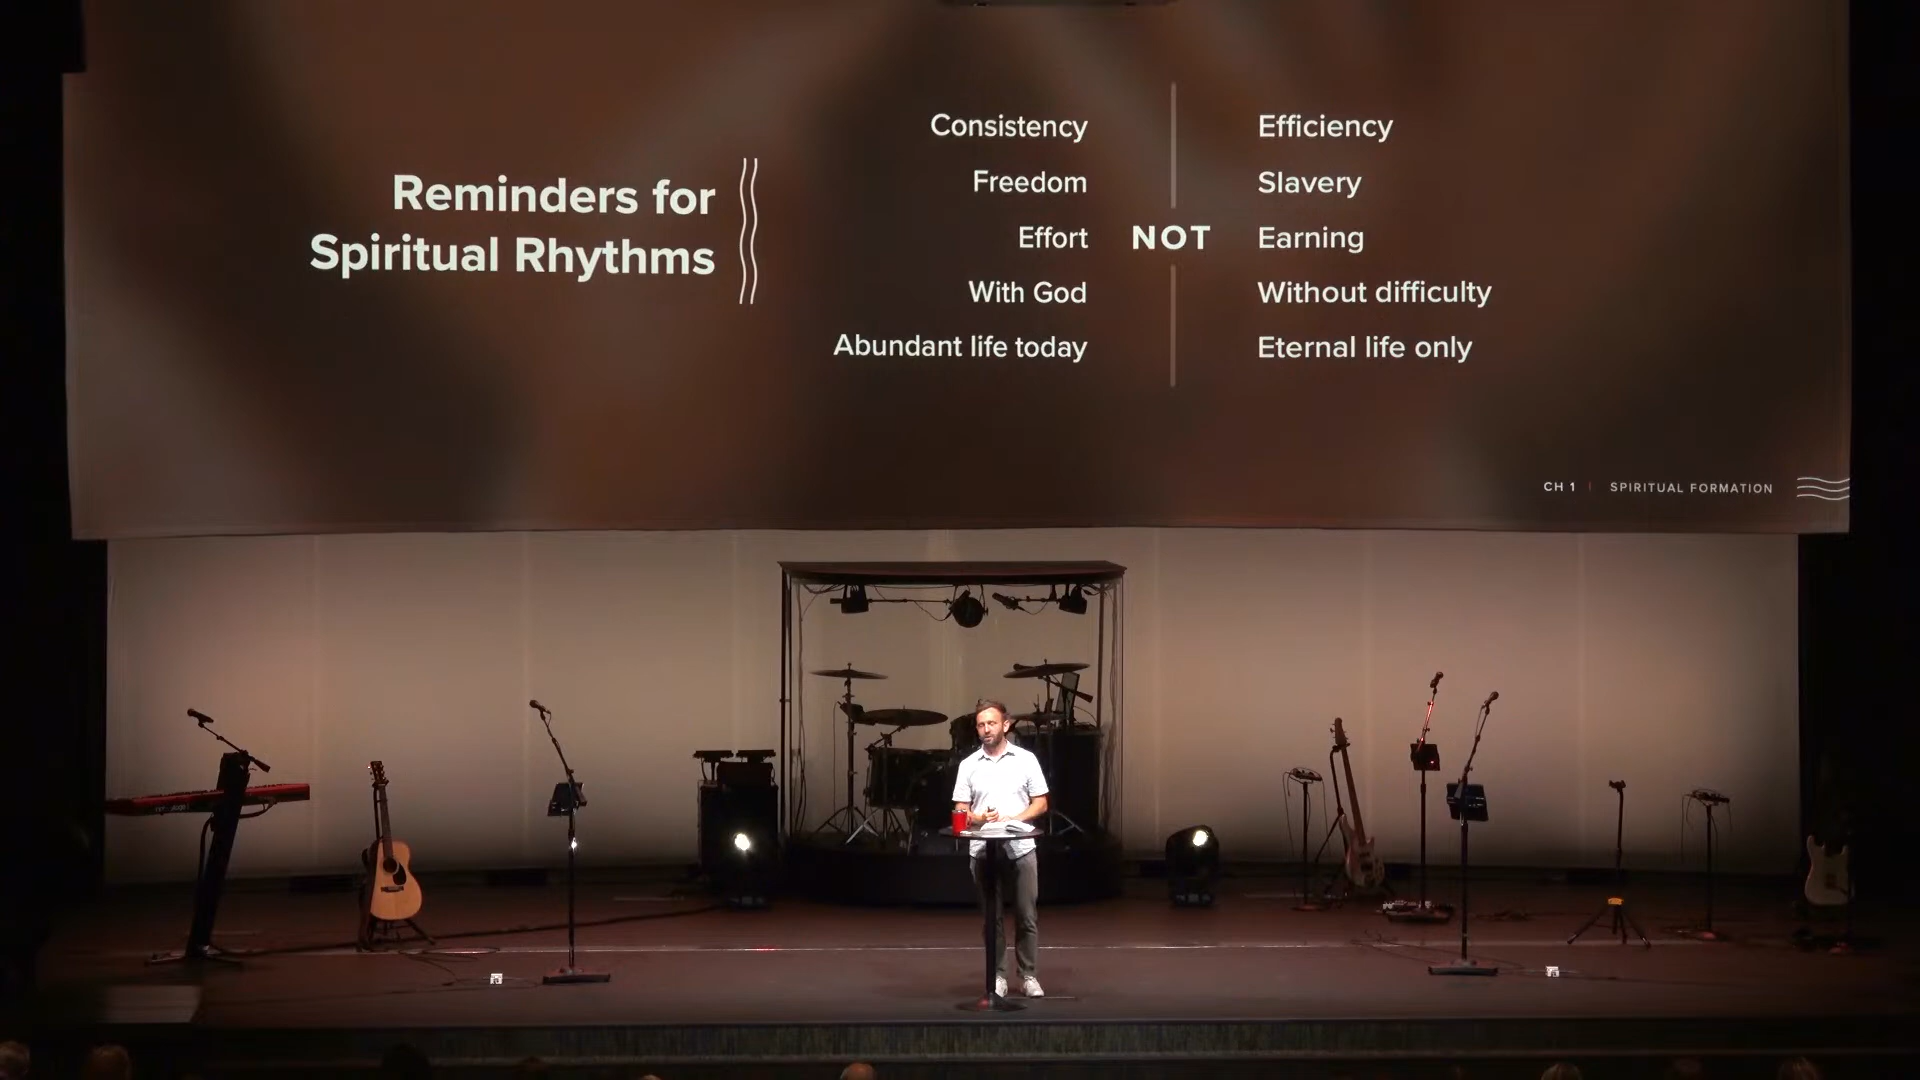 Reminders for
Spiritual Rhythms
Consistency
Freedom
Effort
With God
Abundant life today
NOT
Efficiency
Slavery
Earning
Without difficulty
Eternal life only
CH 1 | SPIRITUAL FORMATION